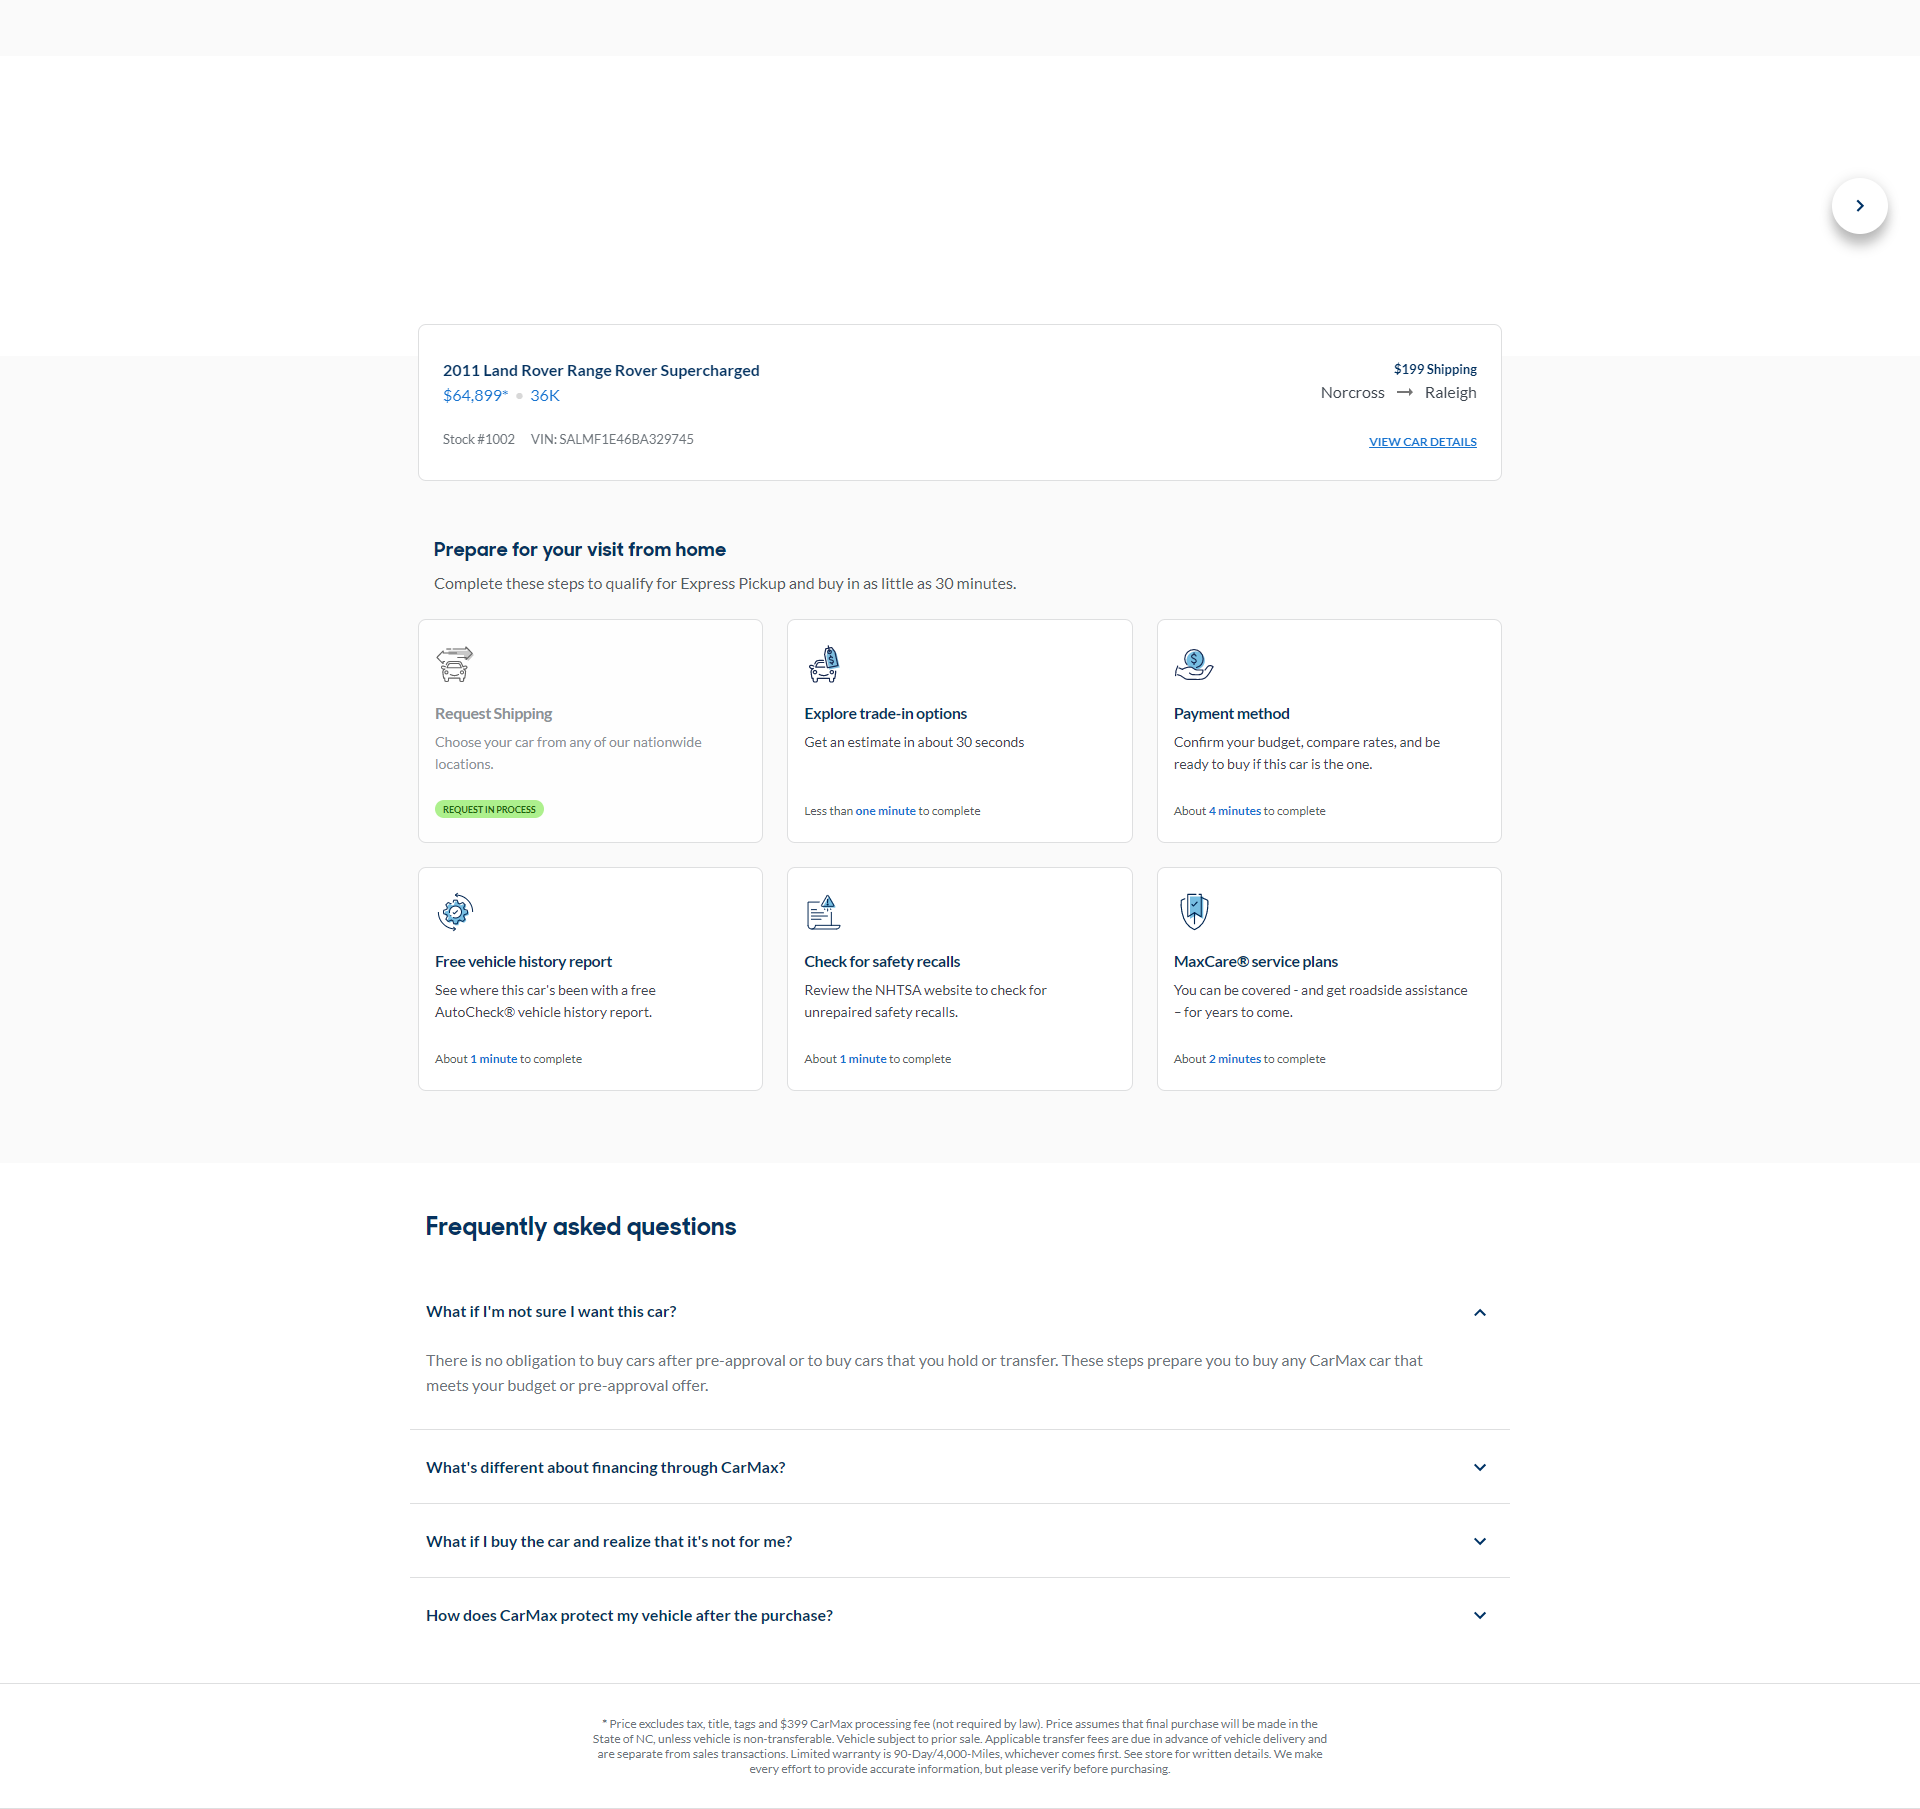 2011 Land Rover Range Rover Supercharged
$64,899* 36K
Stock #1002 VIN: SALMF1E46BA329745
$199 Shipping
Norcross → Raleigh
VIEW CAR DETAILS
Prepare for your visit from home
Complete these steps to qualify for Express Pickup and buy in as little as 30 minutes.
Request Shipping
Choose your car from any of our nationwide
locations.
REQUEST IN PROCESS
Explore trade-in options
Get an estimate in about 30 seconds
Less than one minute to complete
Payment method
Confirm your budget, compare rates, and be
ready to buy if this car is the one.
About 4 minutes to complete
Free vehicle history report
See where this car's been with a free
AutoCheck® vehicle history report.
About 1 minute to complete
Check for safety recalls
Review the NHTSA website to check for
unrepaired safety recalls.
About 1 minute to complete
MaxCare® service plans
You can be covered - and get roadside assistance
– for years to come.
About 2 minutes to complete
Frequently asked questions
What if I'm not sure I want this car?
There is no obligation to buy cars after pre-approval or to buy cars that you hold or transfer. These steps prepare you to buy any CarMax car that
meets your budget or pre-approval offer.
What's different about financing through CarMax?
What if I buy the car and realize that it's not for me?
How does CarMax protect my vehicle after the purchase?
* Price excludes tax, title, tags and $399 CarMax processing fee (not required by law). Price assumes that final purchase will be made in the
State of NC, unless vehicle is non-transferable. Vehicle subject to prior sale. Applicable transfer fees are due in advance of vehicle delivery and
are separate from sales transactions. Limited warranty is 90-Day/4,000-Miles, whichever comes first. See store for written details. We make
every effort to provide accurate information, but please verify before purchasing.